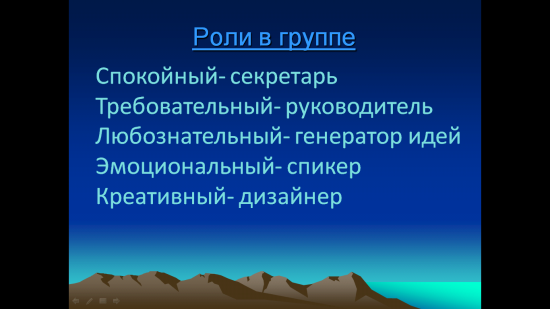 Роли в группе
Спокойный- секретарь
Требовательный- руководитель
Любознательный- генератор идей
Эмоциональный- спикер
Креативный- дизайнер